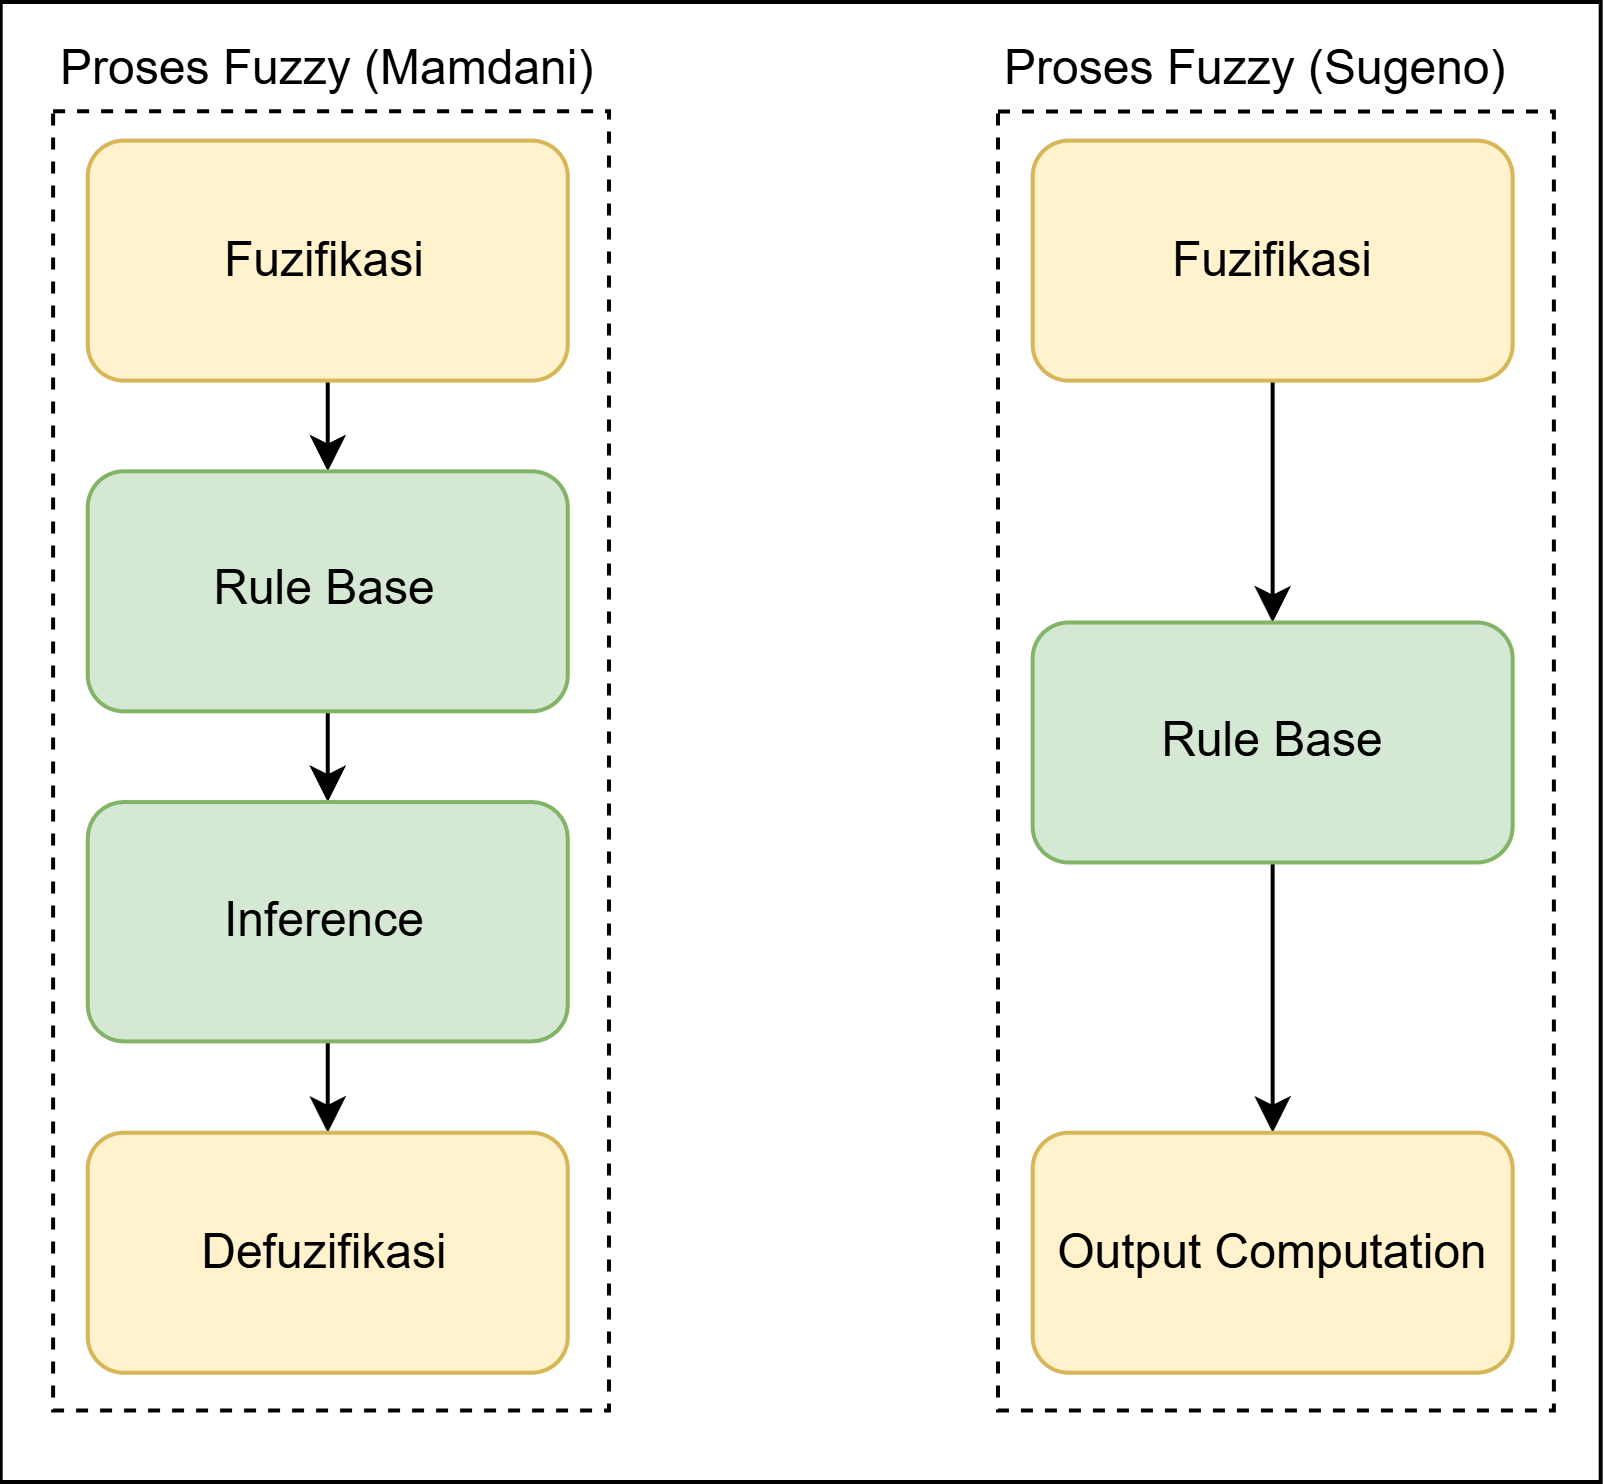 Proses Fuzzy (Mamdani)
Fuzifikasi
Rule Base
Inference
Defuzifikasi
Proses Fuzzy (Sugeno)
Fuzifikasi
Rule Base
Output Computation